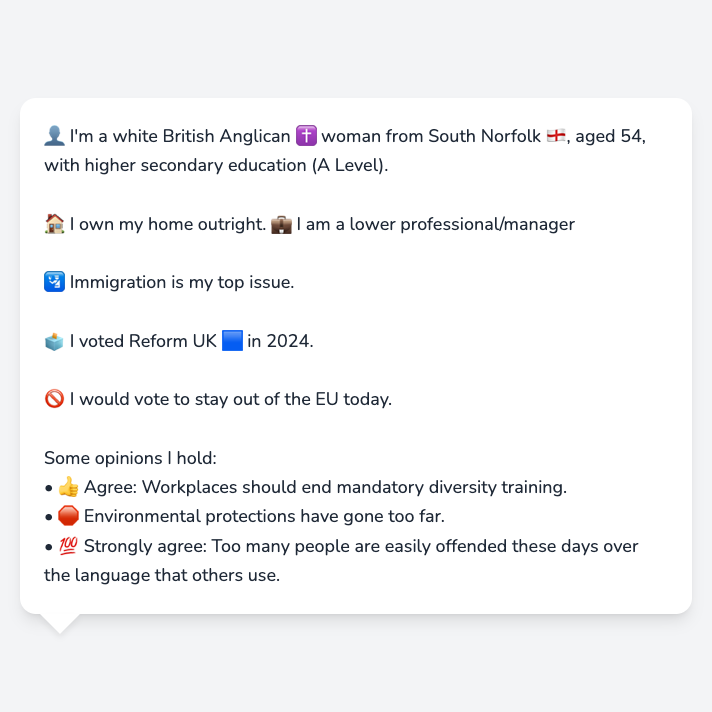 👤 I'm a white British Anglican ✝️ woman from South Norfolk 🏴󠁧󠁢󠁥󠁮󠁧󠁿, aged 54,
with higher secondary education (A Level).
🏠 I own my home outright. 💼 I am a lower professional/manager
🛂 Immigration is my top issue.
🗳️ I voted Reform UK 🟦 in 2024.
🚫 I would vote to stay out of the EU today.
Some opinions I hold:
• 👍 Agree: Workplaces should end mandatory diversity training.
• 🛑 Environmental protections have gone too far.
• 💯 Strongly agree: Too many people are easily offended these days over
the language that others use.